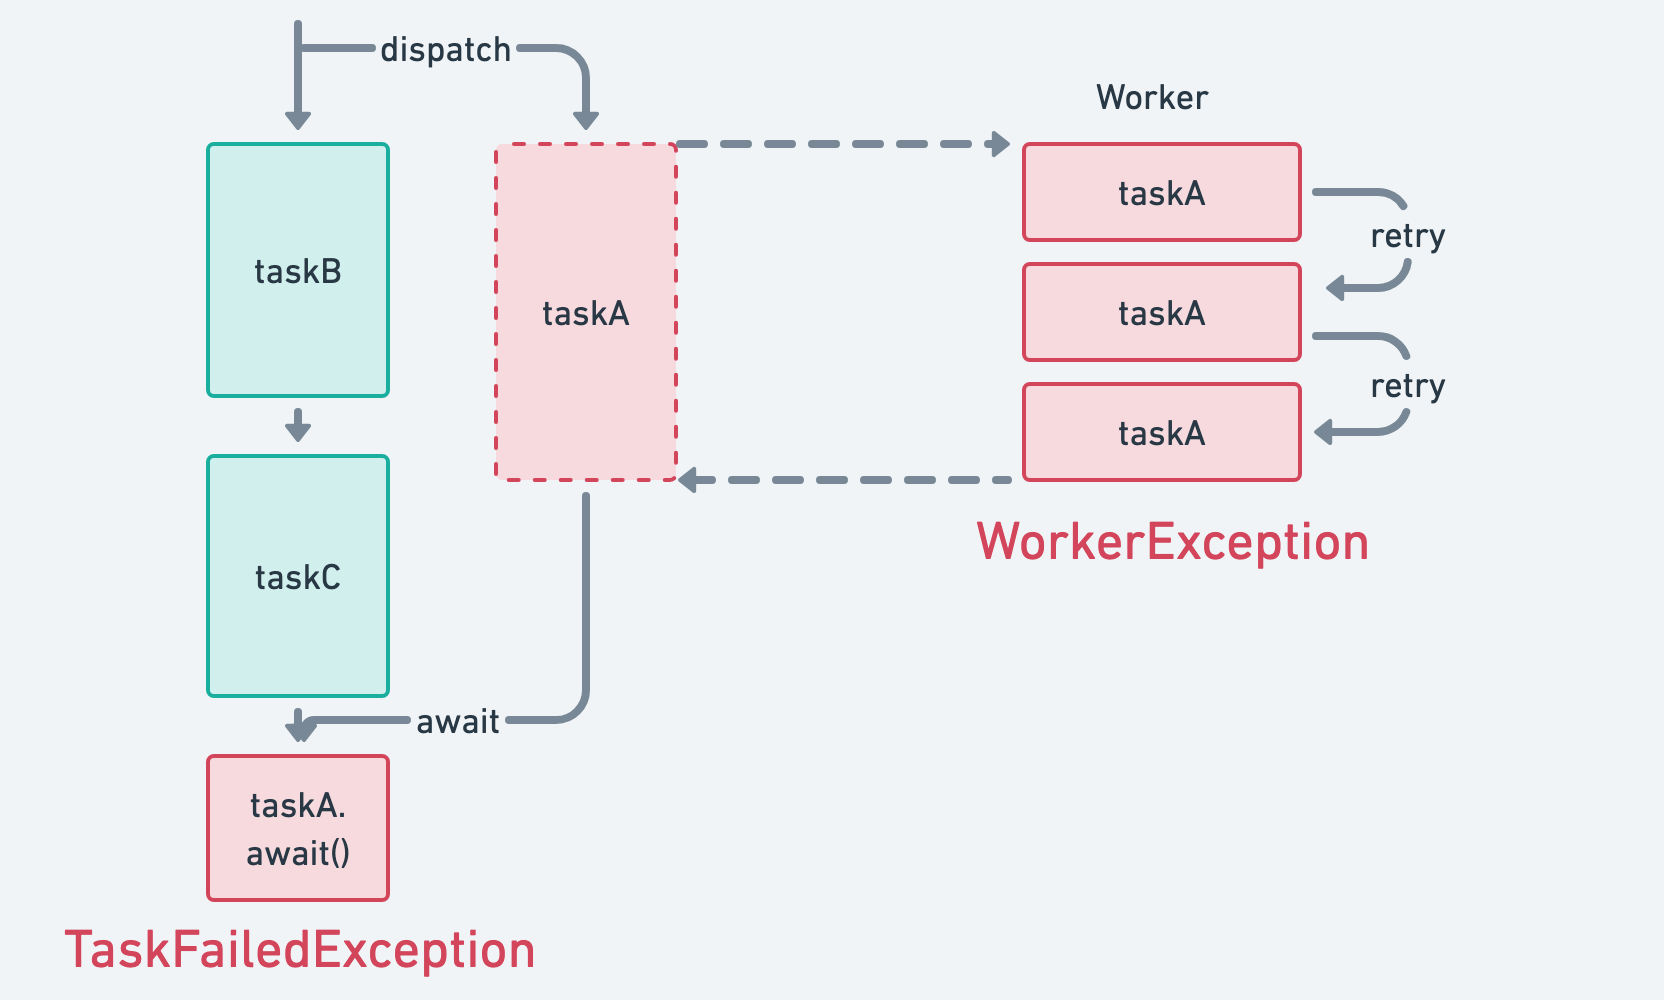 dispatch
Worker
taskB
taskA
taskA
retry
taskA
retry
taskA
WorkerException
taskC
await
taskA.
await()
TaskFailedException